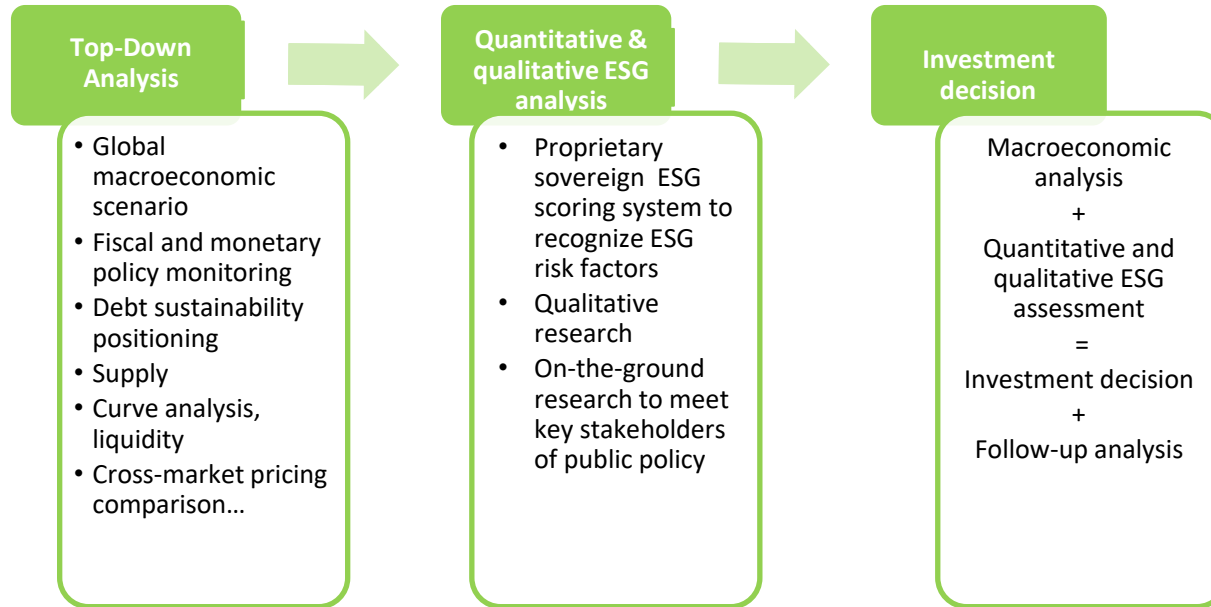 Top-Down
Analysis
• Global
macroeconomic
scenario
• Fiscal and monetary
policy monitoring
• Debt sustainability
positioning
• Supply
• Curve analysis,
liquidity
• Cross-market pricing
comparison...
Quantitative &
qualitative ESG
analysis
• Proprietary
sovereign ESG
scoring system to
recognize ESG
risk factors
• Qualitative
research
• On-the-ground
research to meet
key stakeholders
of public policy
Investment
decision
Macroeconomic
analysis
+
Quantitative and
qualitative ESG
assessment
=
Investment decision
+
Follow-up analysis